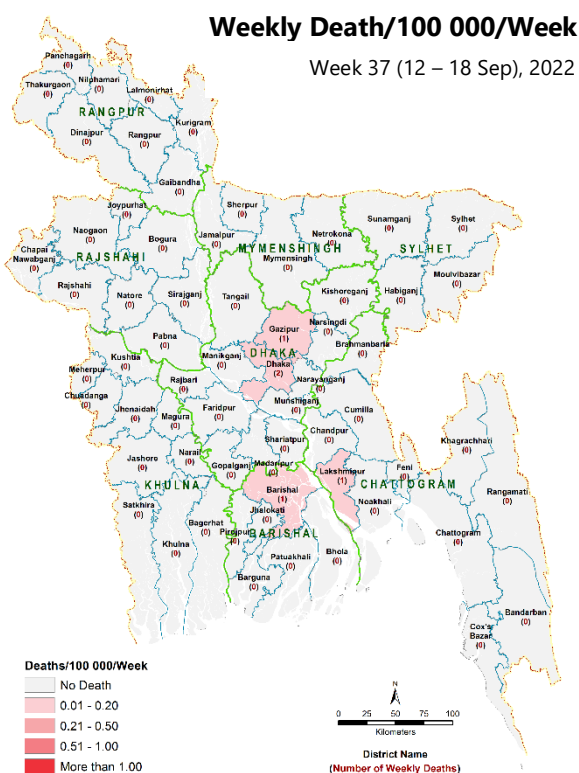 Weekly Death/100 000/Week
Week 37 (12 – 18 Sep), 2022
Panchagarh
(0)
Thakurgaon
(0)
Nilphamari
(0)
Lalmonirhat
(0)
RANGPUR
Kurigram
(0)
Dinajpur
(0)
Rangpur
(0)
Gaibandha
(0)
Joypurhat
(0)
Sherpur
(0)
Naogaon
(0)
Bogura
(0)
Jamalpur
(0)
Netrokona
(0)
Sunamganj
(0)
Sylhet
(0)
Chapai
Nawabganj
(0)
RAJSHAHI
MYMENSINGH
Mymensingh
(0)
SYLHET
Moulvibazar
(0)
Rajshahi
(0)
Natore
(0)
Sirajganj
(0)
Tangail
(0)
Kishoreganj
(0)
Habiganj
(0)
Pabna
(0)
Gazipur
(1)
Narsingdi
(0)
Brahmanbaria
(0)
Kushtia
(0)
Manikganj
(0)
DHAKA
Dhaka
(2)
Meherpur
(0)
Rajbari
(0)
Narayanganj
(0)
Chuadanga
(0)
Jhenaidah
(0)
Magura
(0)
Faridpur
(0)
Munshiganj
(0)
Cumilla
(0)
Chandpur
(0)
Shariatpur
(0)
Khagrachhari
(0)
Jashore
(0)
Narail
(0)
Gopalganj
(0)
Madaripur
(0)
Lakshmipur
(1)
Feni
(0)
KHULNA
Barishal
(1)
CHATTOGRAM
Rangamati
(0)
Satkhira
(0)
Bagerhat
(0)
Jhalokati
(0)
Noakhali
(0)
Khulna
(0)
Pirojpur
(0)
BARISHAL
Chattogram
(0)
Patuakhali
(0)
Bhola
(0)
Barguna
(0)
Bandarban
(0)
Cox's
Bazar
(0)
Deaths/100 000/Week
No Death
0.01 - 0.20
0.21 - 0.50
0.51 - 1.00
More than 1.00
N
0 25 50 75 100
Kilometers
District Name
(Number of Weekly Deaths)